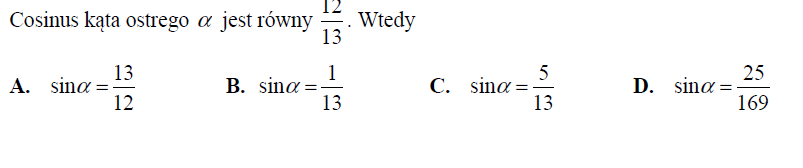 Cosinus kąta ostrego α jest równy 12/13. Wtedy
A. sinα = 13/12 B. sinα = 1/13 C. sinα = 5/13 D. sinα = 25/169